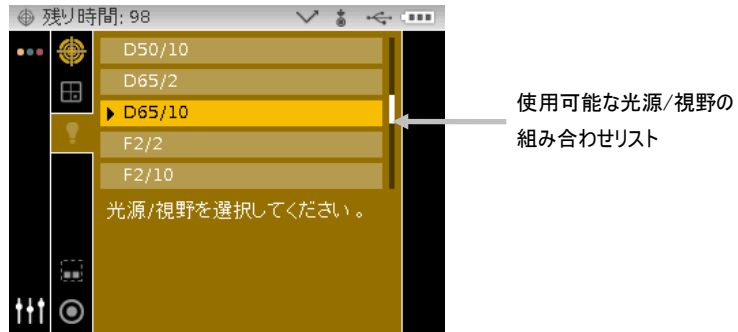 残り時間: 98
D50/10
D65/2
D65/10
F2/2
F2/10
光源/視野を選択してください。
使用可能な光源/視野の
組み合わせリスト